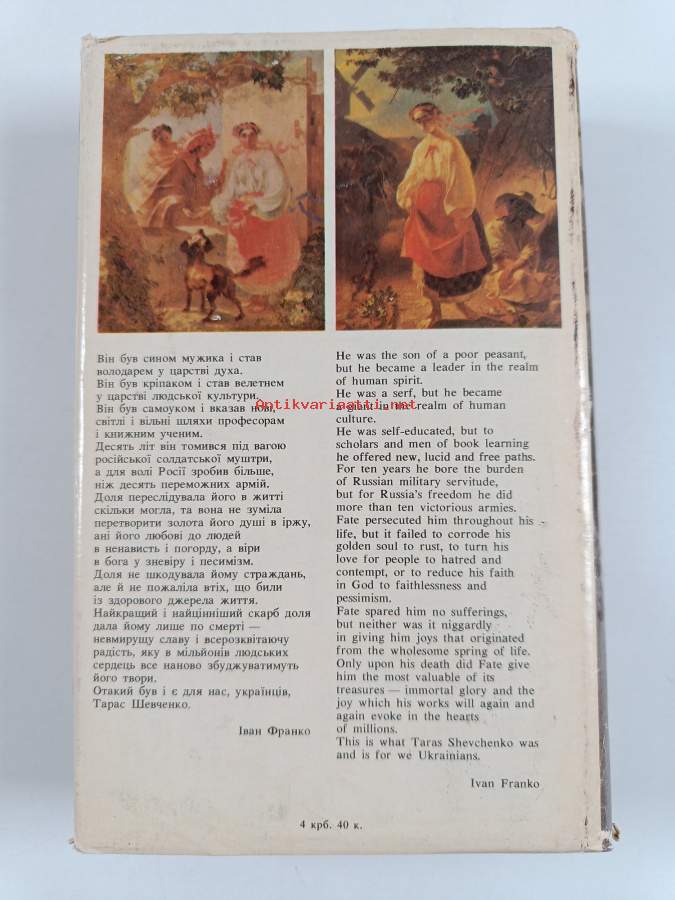 Він був сином мужика і став
володарем у царстві духа.
Він був кріпаком і став велетнем
у царстві людської культури.
Він був самоуком і вказав нові,
світлі і вільні шляхи професорам
і книжним ученим.
Десять літ він томився під вагою
російської солдатської муштри,
а для волі Росії зробив більше,
ніж десять переможних армій.
Доля переслідувала його в житті
скільки могла, та вона не зуміла
перетворити золота його душі в іржу,
ані його любові до людей
в ненависть і погорду, а віри
в бога у зневіру і песимізм.
Доля не шкодувала йому страждань,
але й не пожаліла втіх, що били
із здорового джерела життя.
Найкращий і найцінніший скарб доля
дала йому лише по смерті —
невмирущу славу і всерозквітаючу
радість, яку в мільйонів людських
сердець все наново збуджуватимуть
його твори.
Отакий був і є для нас, українців,
Тарас Шевченко.
Іван Франко
He was the son of a poor peasant,
but he became a leader in the realm
of human spirit.
He was a serf, but he became
a giant in the realm of human
culture.
He was self-educated, but to
scholars and men of book learning
he offered new, lucid and free paths.
For ten years he bore the burden
of Russian military servitude,
but for Russia's freedom he did
more than ten victorious armies.
Fate persecuted him throughout his
life, but it failed to corrode his
golden soul to rust, to turn his
love for people to hatred and
contempt, or to reduce his faith
in God to faithlessness and
pessimism.
Fate spared him no sufferings,
but neither was it niggardly
in giving him joys that originated
from the wholesome spring of life.
Only upon his death did Fate give
him the most valuable of its
treasures — immortal glory and the
joy which his works will again and
again evoke in the hearts
of millions.
This is what Taras Shevchenko was
and is for we Ukrainians.
Ivan Franko
4 крб. 40 к.
Antikvariaatti.net